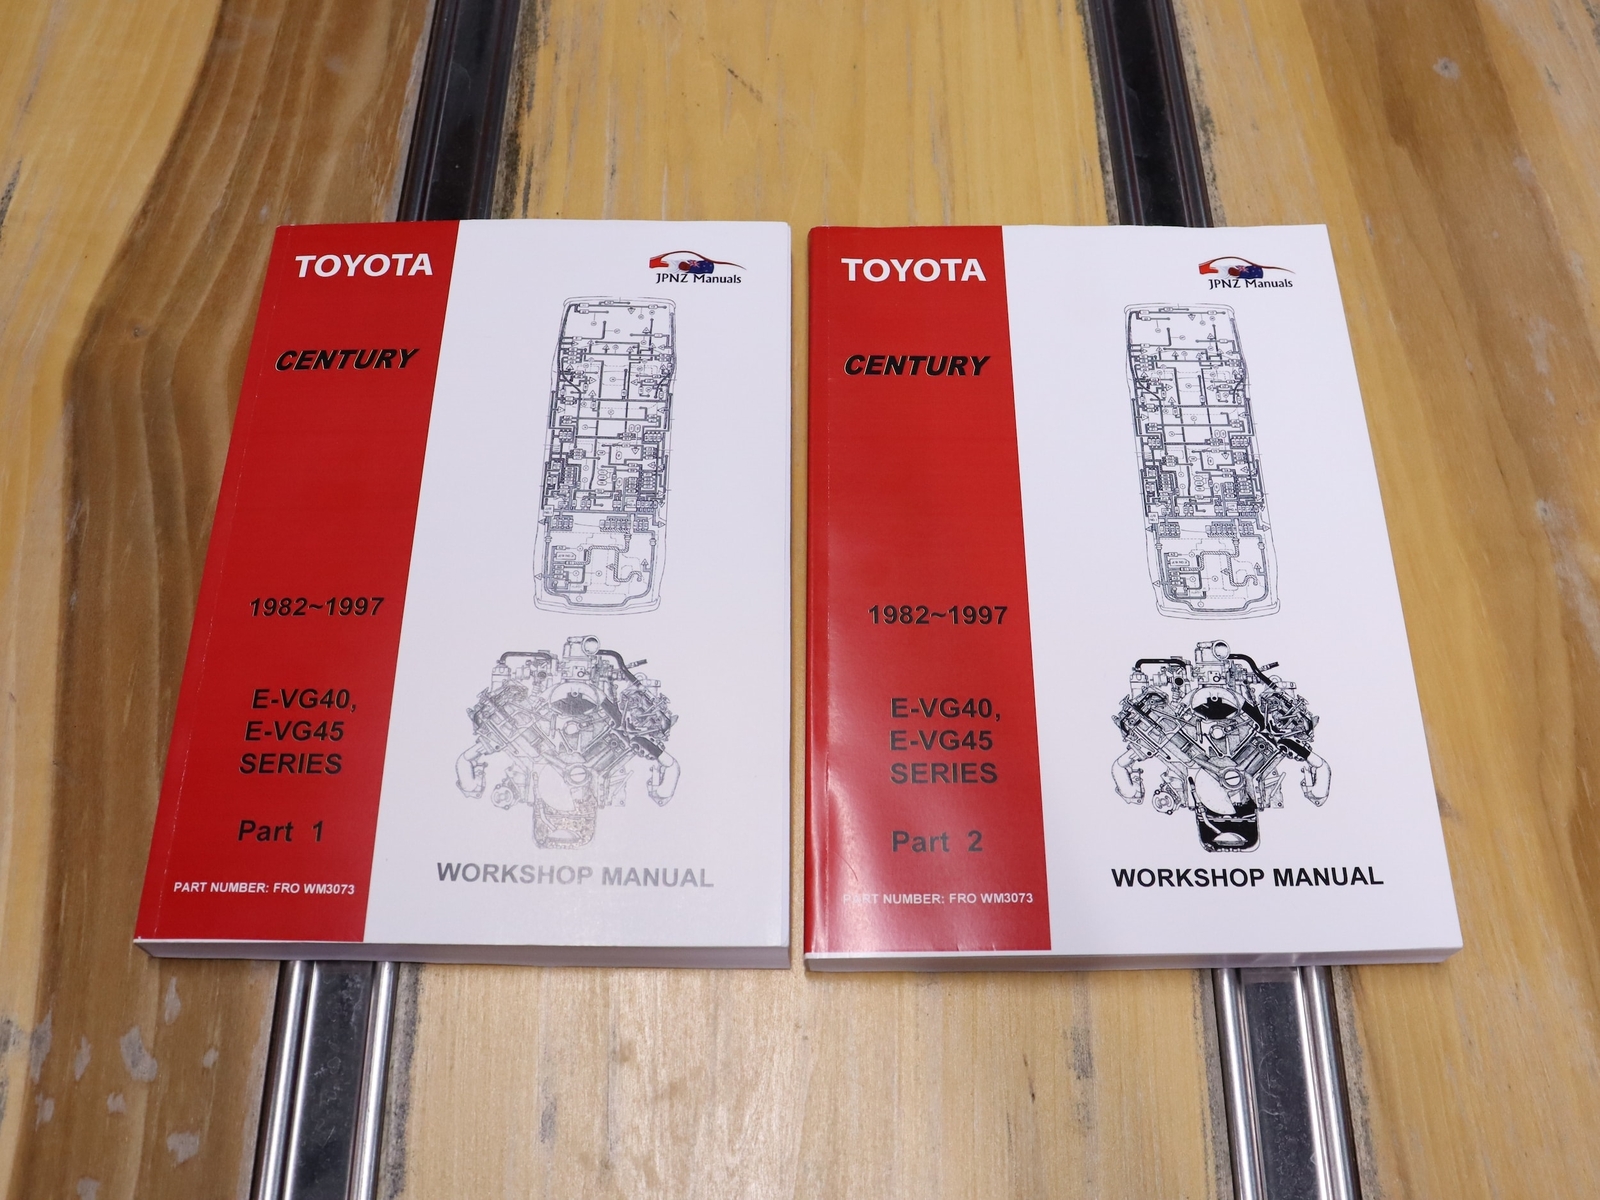 TOYOTA
JPNZ Manuals
CENTURY
1982~1997
E-VG40,
E-VG45
SERIES
Part 1
WORKSHOP MANUAL
PART NUMBER: FRO WM3073
TOYOTA
JPNZ Manuals
CENTURY
1982~1997
E-VG40,
E-VG45
SERIES
Part 2
WORKSHOP MANUAL
PART NUMBER: FRO WM3073